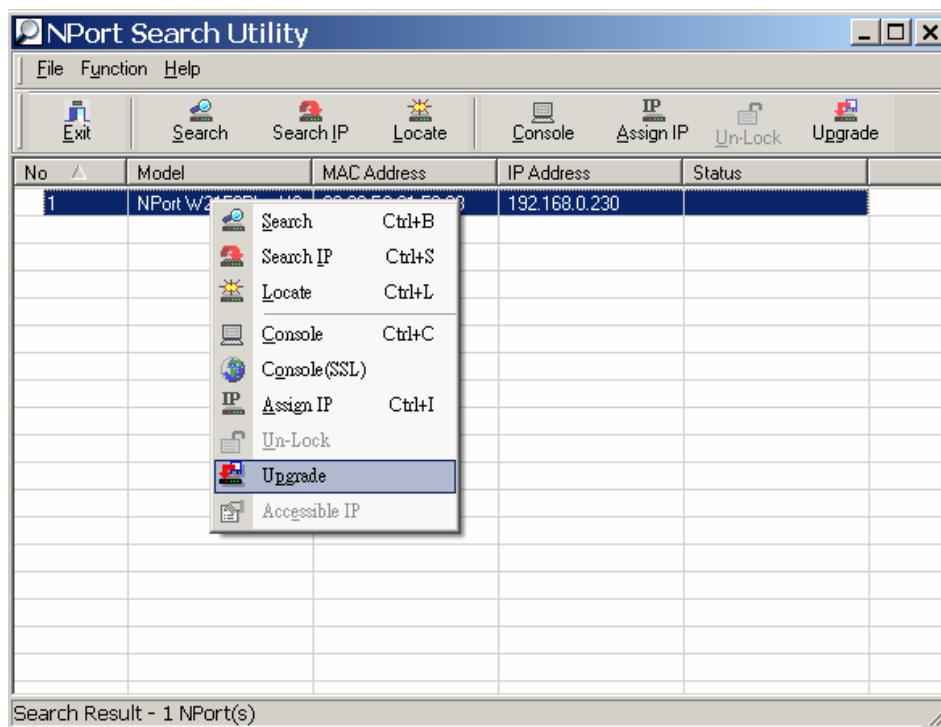 NPort Search Utility
File Function Help
Exit Search Search IP Locate Console IP Assign IP Un-Lock Upgrade
No Model MAC Address IP Address Status
1 NPort 192.168.0.230
Search Ctrl+B
Search IP Ctrl+S
Locate Ctrl+L
Console Ctrl+C
Console(SSL)
IP Assign IP Ctrl+I
Un-Lock
Upgrade
Accessible IP
Search Result - 1 NPort(s)